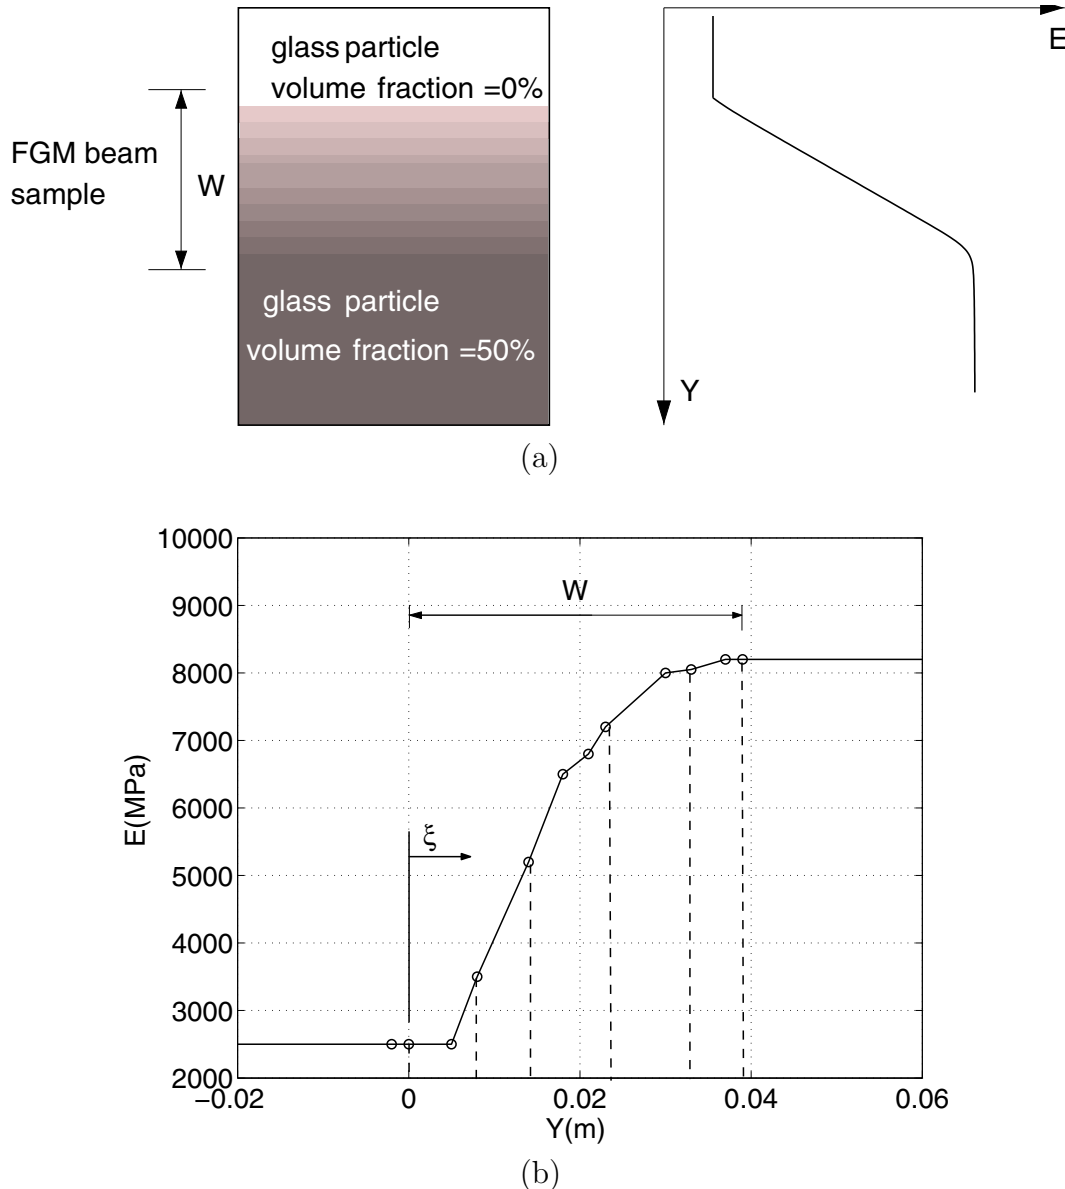 glass particle
volume fraction =0%
FGM beam
sample
W
glass particle
volume fraction =50%
E
Y
(a)
10000
9000
8000
7000
6000
5000
4000
3000
2000
E(MPa)
W
ξ
−0.02
0
0.02
0.04
0.06
Y(m)
(b)